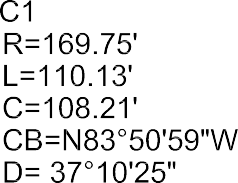 C1
R=169.75'
L=110.13'
C=108.21'
CB=N83°50'59"W
D= 37°10'25"